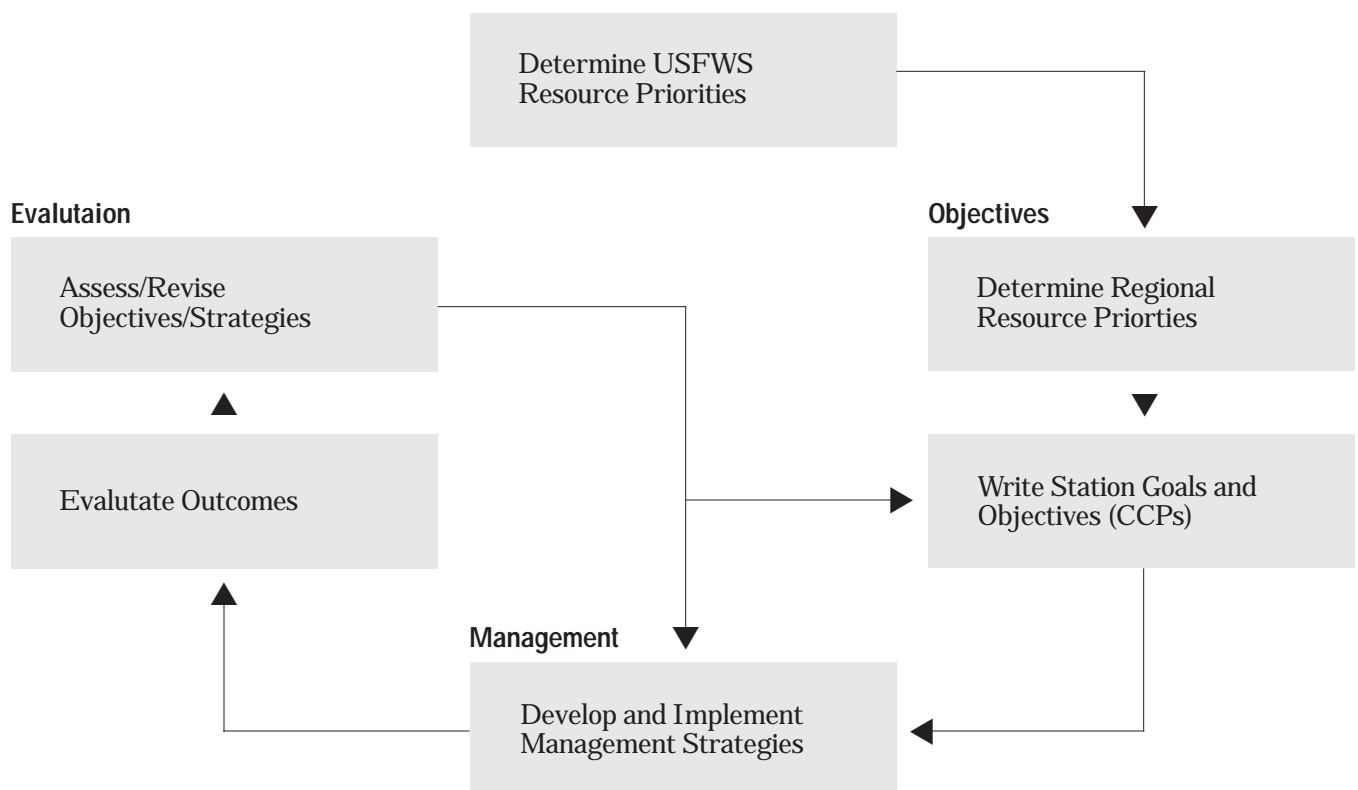 Determine USFWS
Resource Priorities
Evalutaion
Objectives
Assess/Revise
Objectives/Strategies
Determine Regional
Resource Priorties
Evalutate Outcomes
Write Station Goals and
Objectives (CCPs)
Management
Develop and Implement
Management Strategies